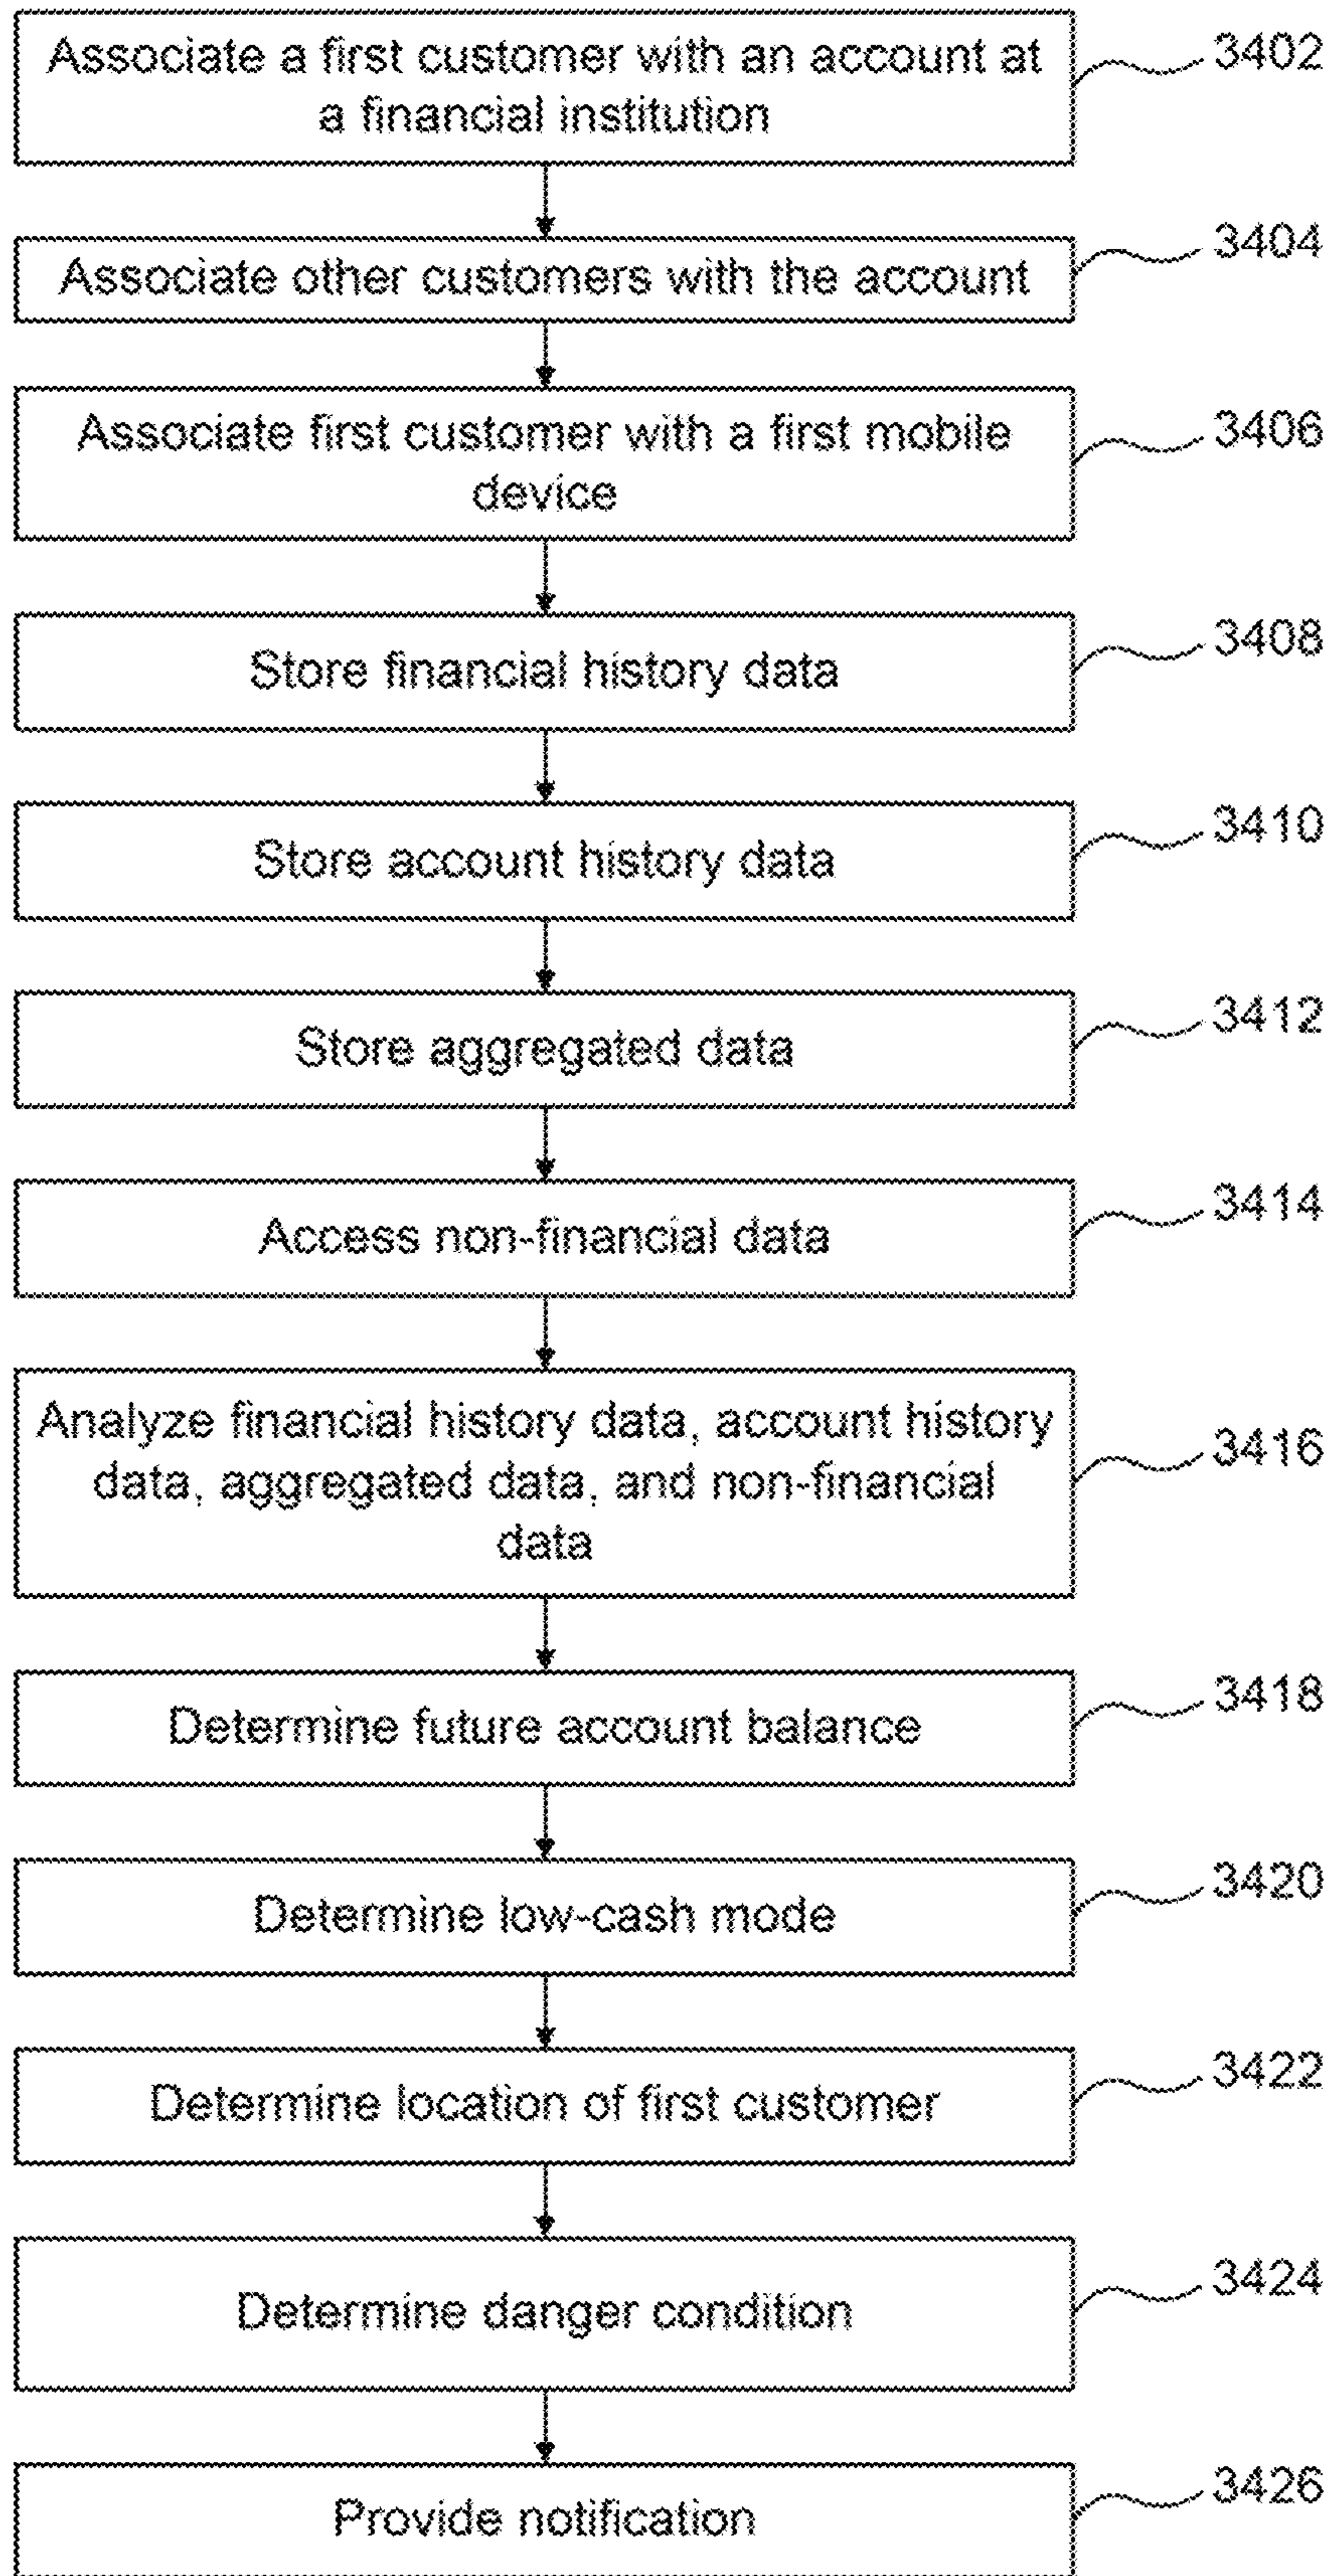 Associate a first customer with an account at
a financial institution
3402
Associate other customers with the account
3404
Associate first customer with a first mobile
device
3406
Store financial history data
3408
Store account history data
3410
Store aggregated data
3412
Access non-financial data
3414
Analyze financial history data, account history
data, aggregated data, and non-financial
data
3416
Determine future account balance
3418
Determine low-cash mode
3420
Determine location of first customer
3422
Determine danger condition
3424
Provide notification
3426